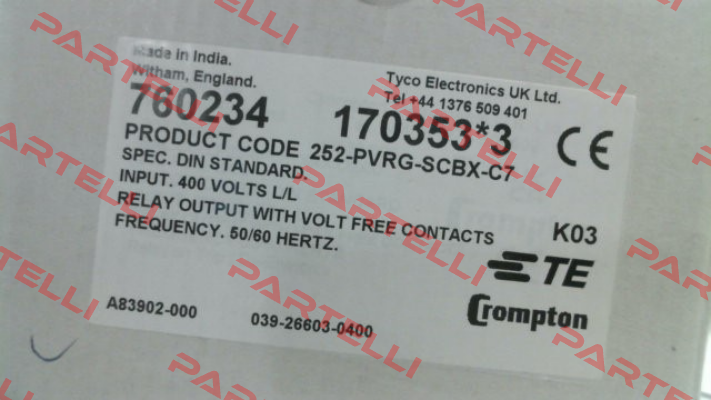 Made in India.
Witham, England.
Tyco Electronics UK Ltd.
Tel +44 1376 509 401
760234 170353*3
CE
PRODUCT CODE 252-PVRG-SCBX-C7
SPEC. DIN STANDARD.
INPUT. 400 VOLTS L/L
RELAY OUTPUT WITH VOLT FREE CONTACTS
K03
FREQUENCY. 50/60 HERTZ.
TE
Crompton
A83902-000 039-26603-0400
PARTELLI
PARTELLI
PARTELLI
PARTELLI
PARTELLI
PARTELLI